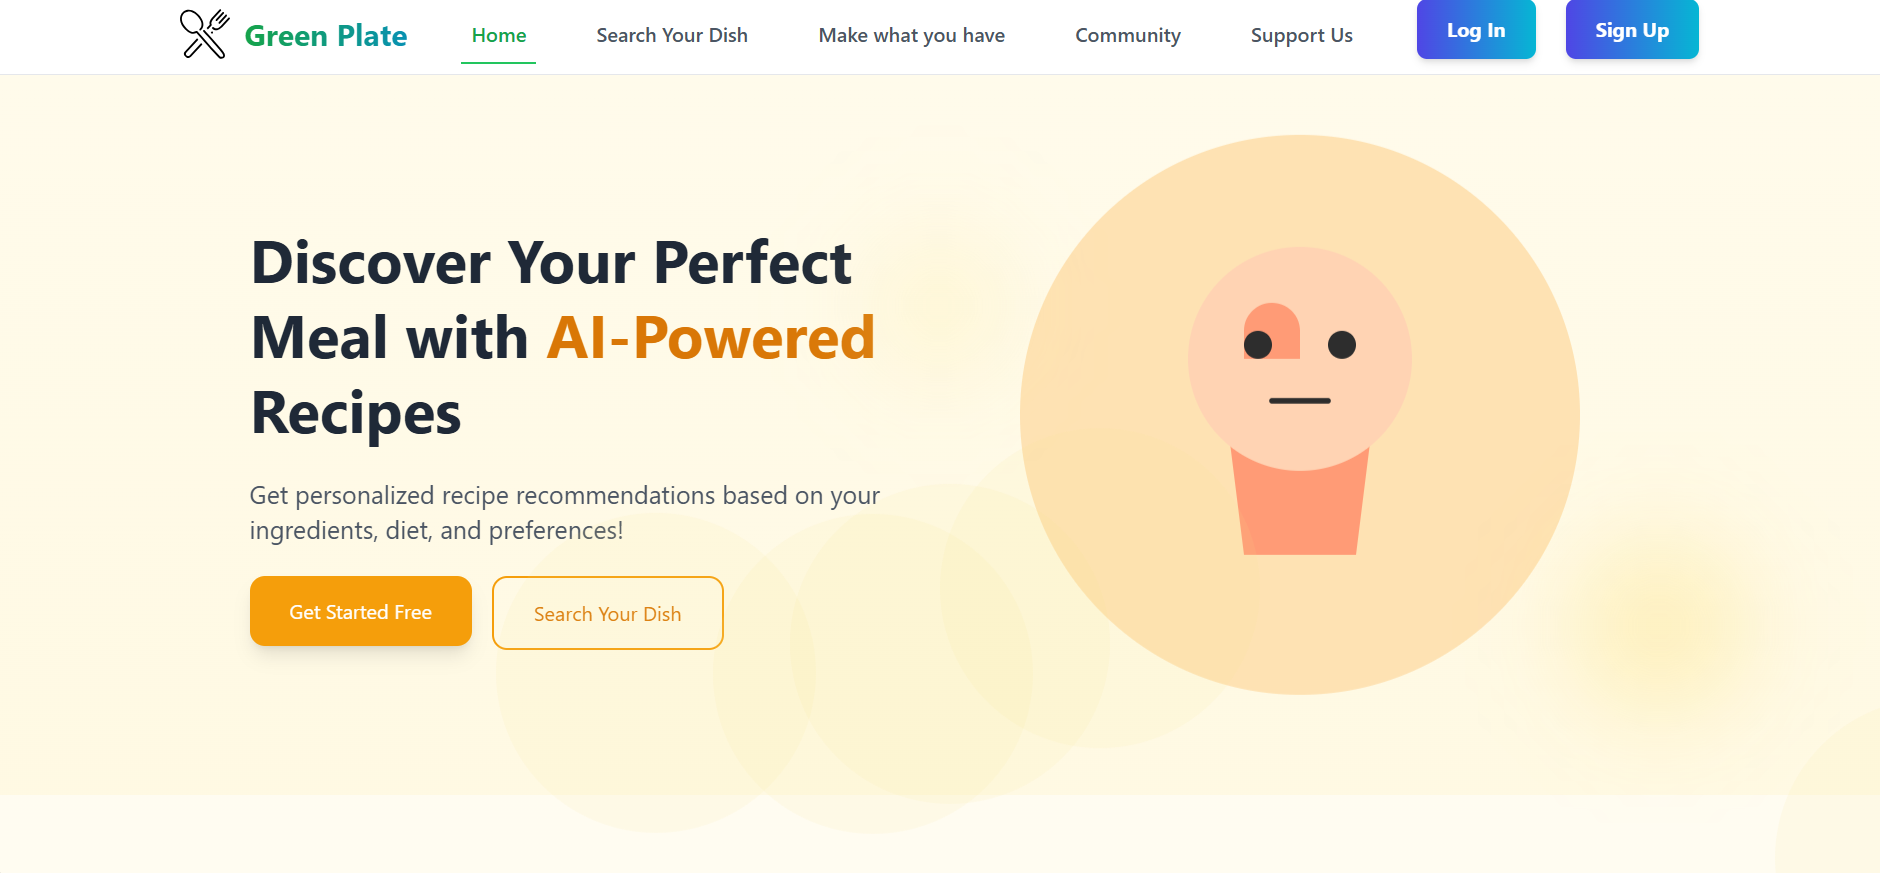 Green Plate
Home
Search Your Dish
Make what you have
Community
Support Us
Log In
Sign Up
Discover Your Perfect
Meal with AI-Powered
Recipes
Get personalized recipe recommendations based on your
ingredients, diet, and preferences!
Get Started Free
Search Your Dish